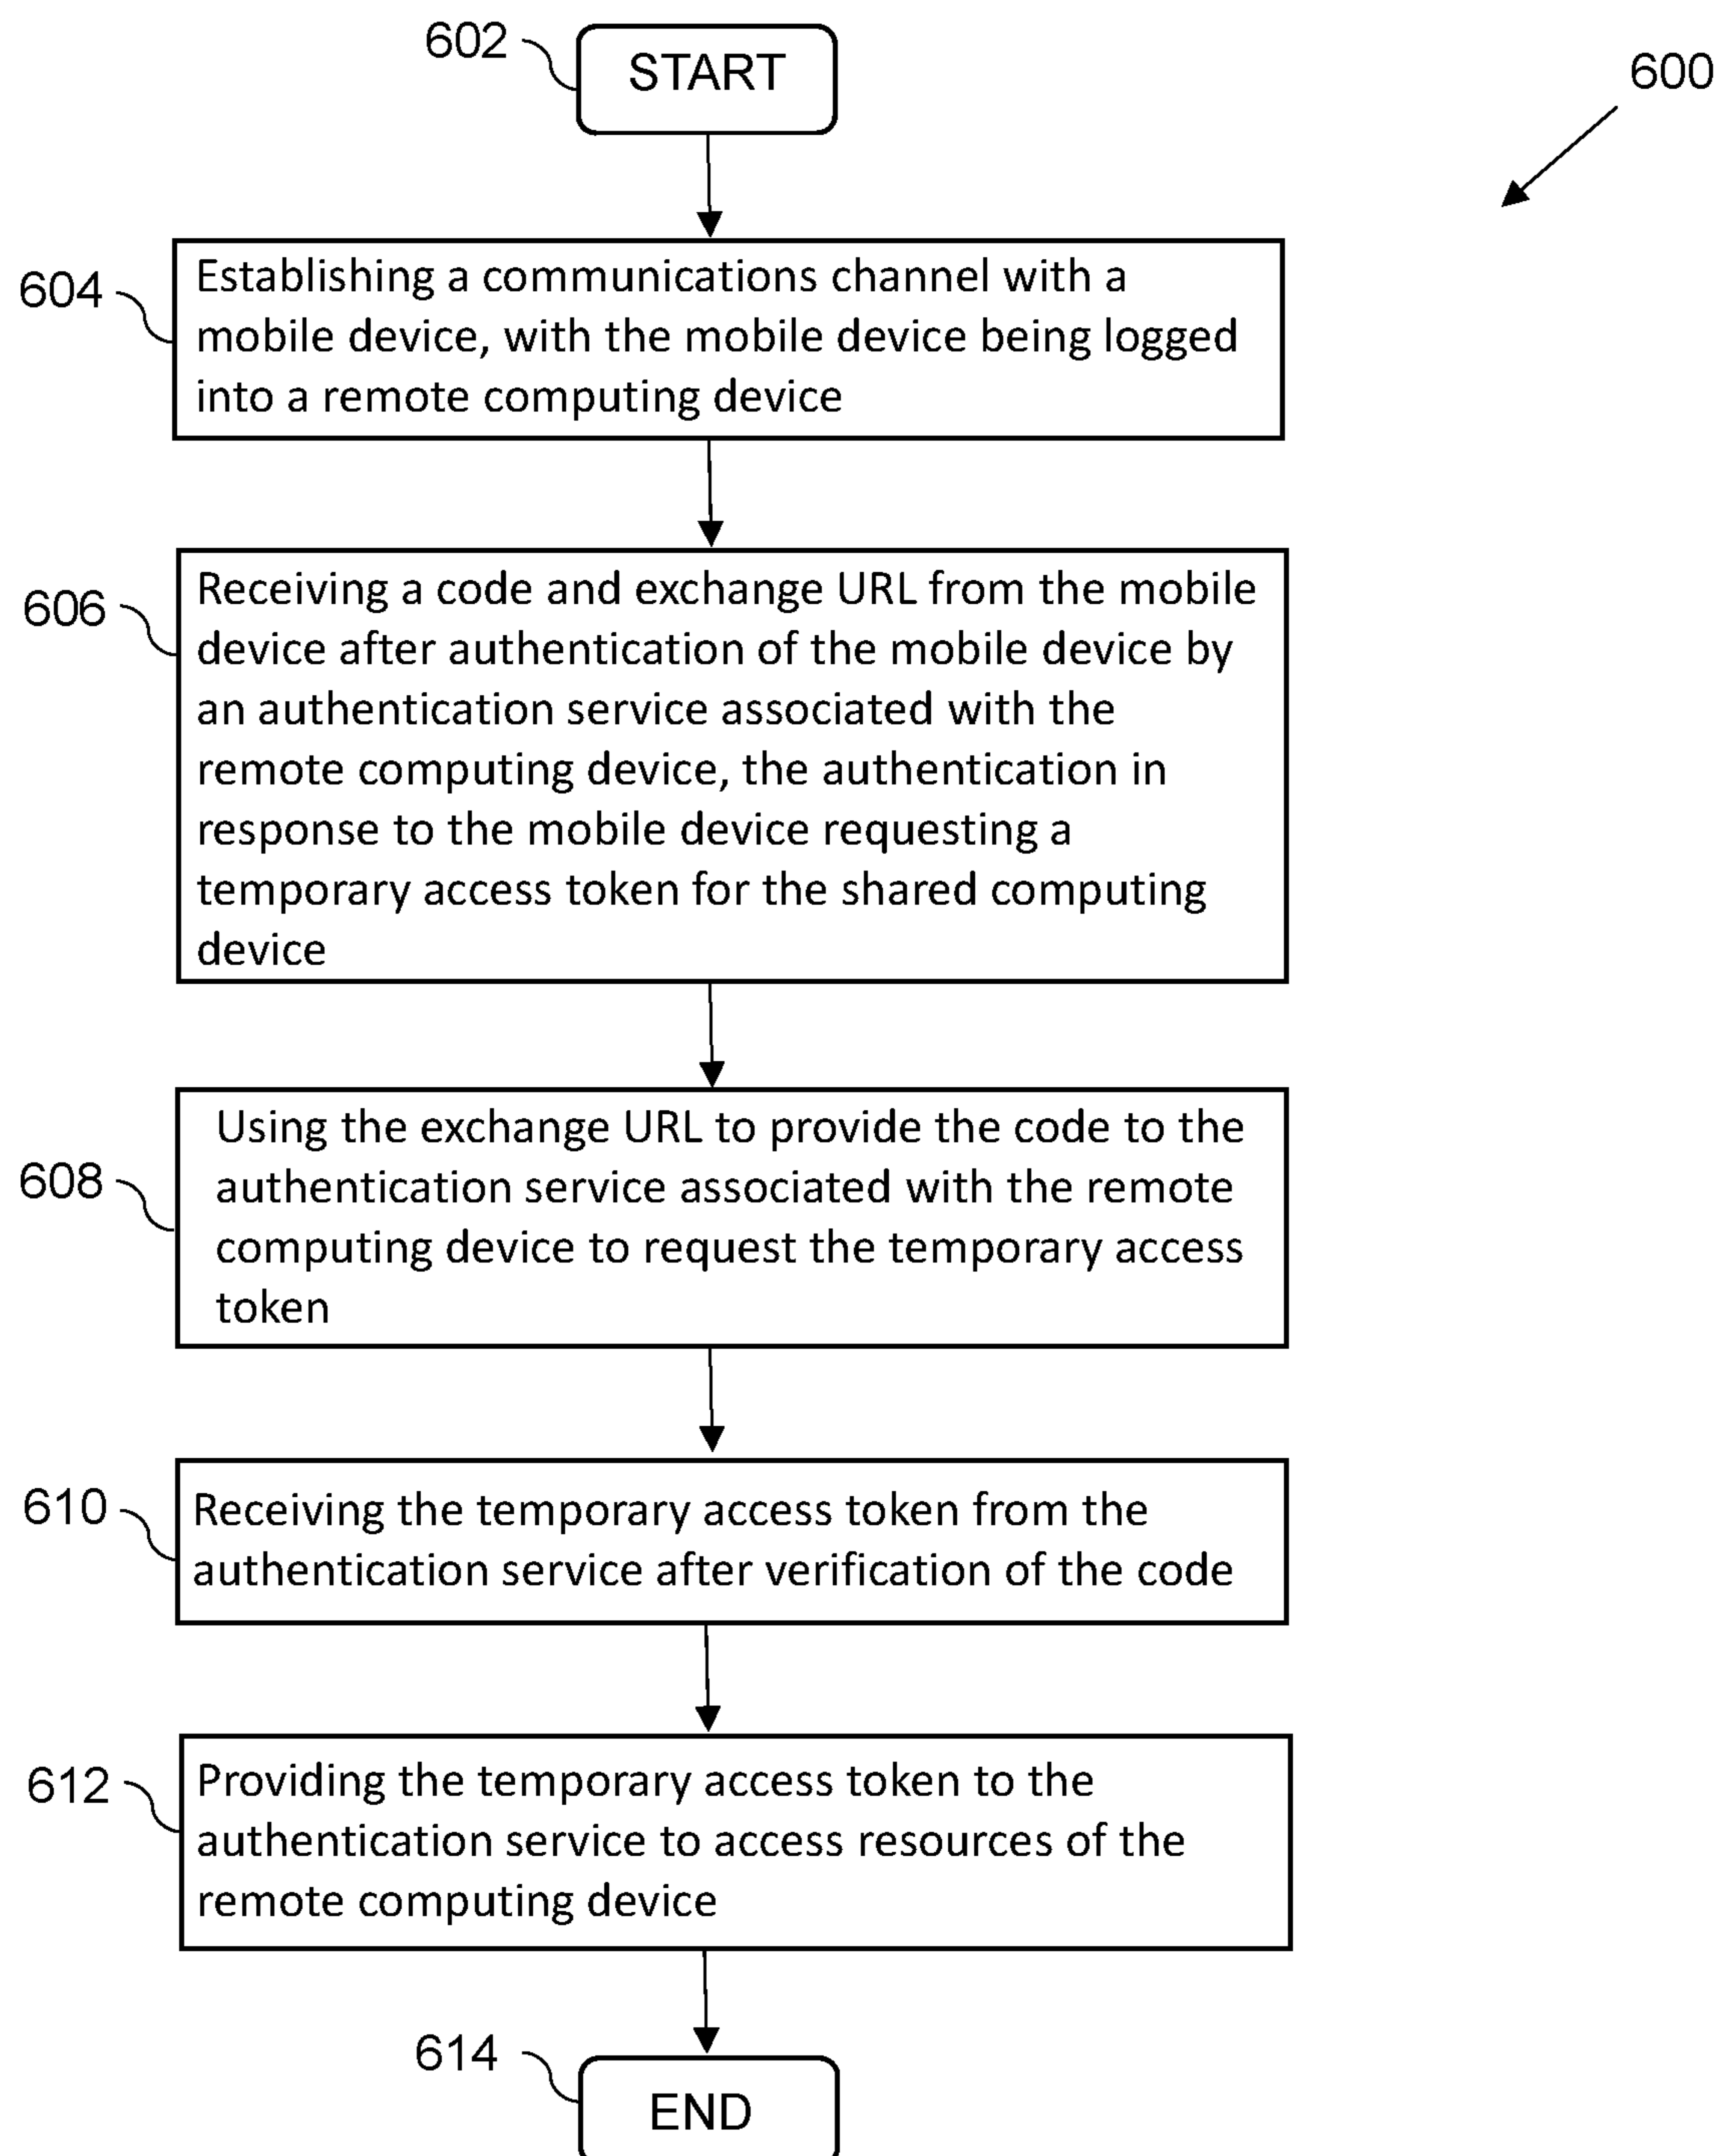 602
START
600
604
Establishing a communications channel with a
mobile device, with the mobile device being logged
into a remote computing device
606
Receiving a code and exchange URL from the mobile
device after authentication of the mobile device by
an authentication service associated with the
remote computing device, the authentication in
response to the mobile device requesting a
temporary access token for the shared computing
device
608
Using the exchange URL to provide the code to the
authentication service associated with the remote
computing device to request the temporary access
token
610
Receiving the temporary access token from the
authentication service after verification of the code
612
Providing the temporary access token to the
authentication service to access resources of the
remote computing device
614
END